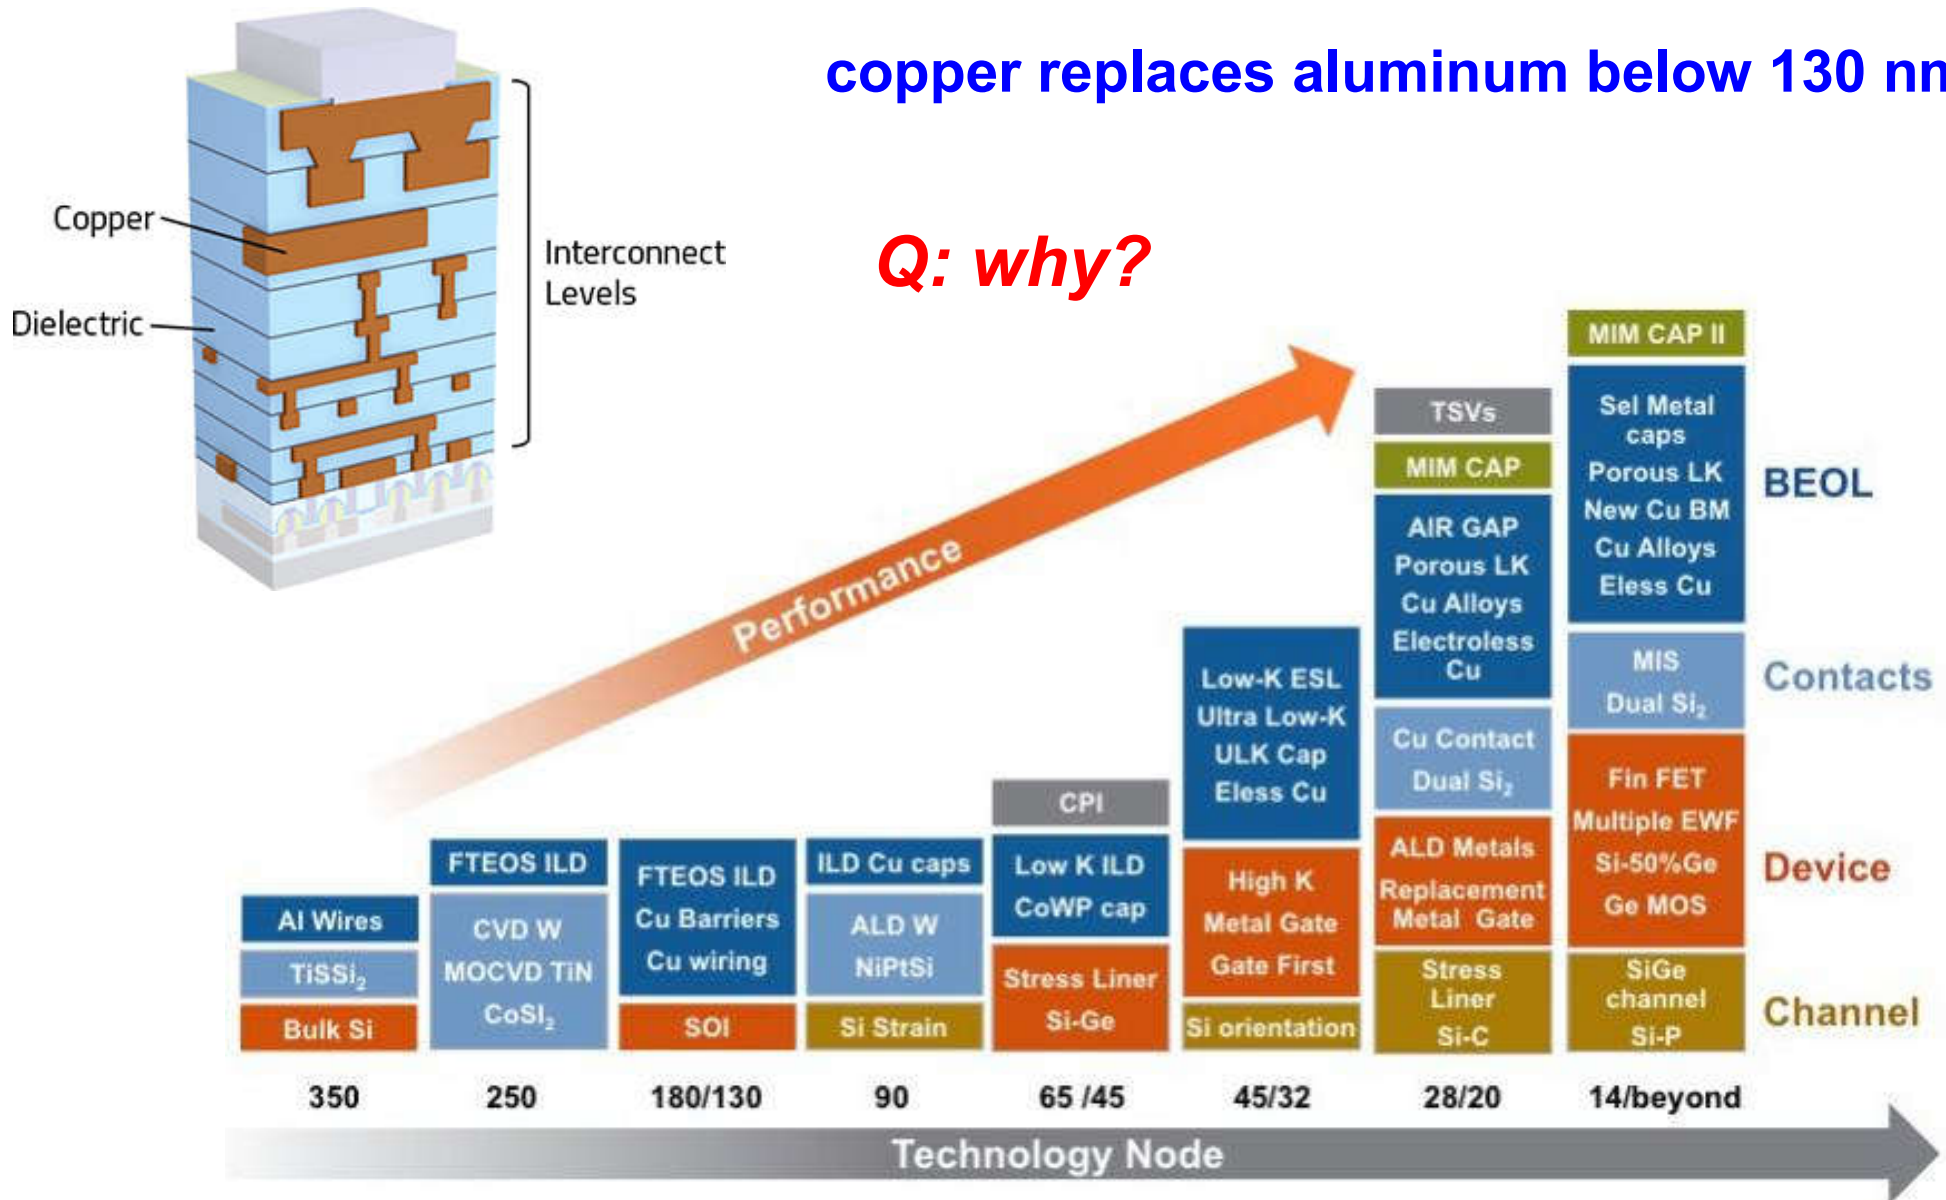 copper replaces aluminum below 130 nm
Q: why?
Copper
Dielectric
Interconnect
Levels
Performance
Al Wires
TiSSi₂
Bulk Si
FTEOS ILD
CVD W
MOCVD TiN
CoSI₂
FTEOS ILD
Cu Barriers
Cu wiring
SOI
ILD Cu caps
ALD W
NiPtSi
Si Strain
CPI
Low K ILD
CoWP cap
Stress Liner
Si-Ge
Low-K ESL
Ultra Low-K
ULK Cap
Eless Cu
High K
Metal Gate
Gate First
Si orientation
TSVs
MIM CAP
AIR GAP
Porous LK
Cu Alloys
Electroless
Cu
Cu Contact
Dual Si₂
ALD Metals
Replacement
Metal Gate
Stress
Liner
Si-C
MIM CAP II
Sel Metal
caps
Porous LK
New Cu BM
Cu Alloys
Eless Cu
MIS
Dual Si₂
Fin FET
Multiple EWF
Si-50%Ge
Ge MOS
SiGe
channel
Si-P
BEOL
Contacts
Device
Channel
350
250
180/130
90
65 /45
45/32
28/20
14/beyond
Technology Node